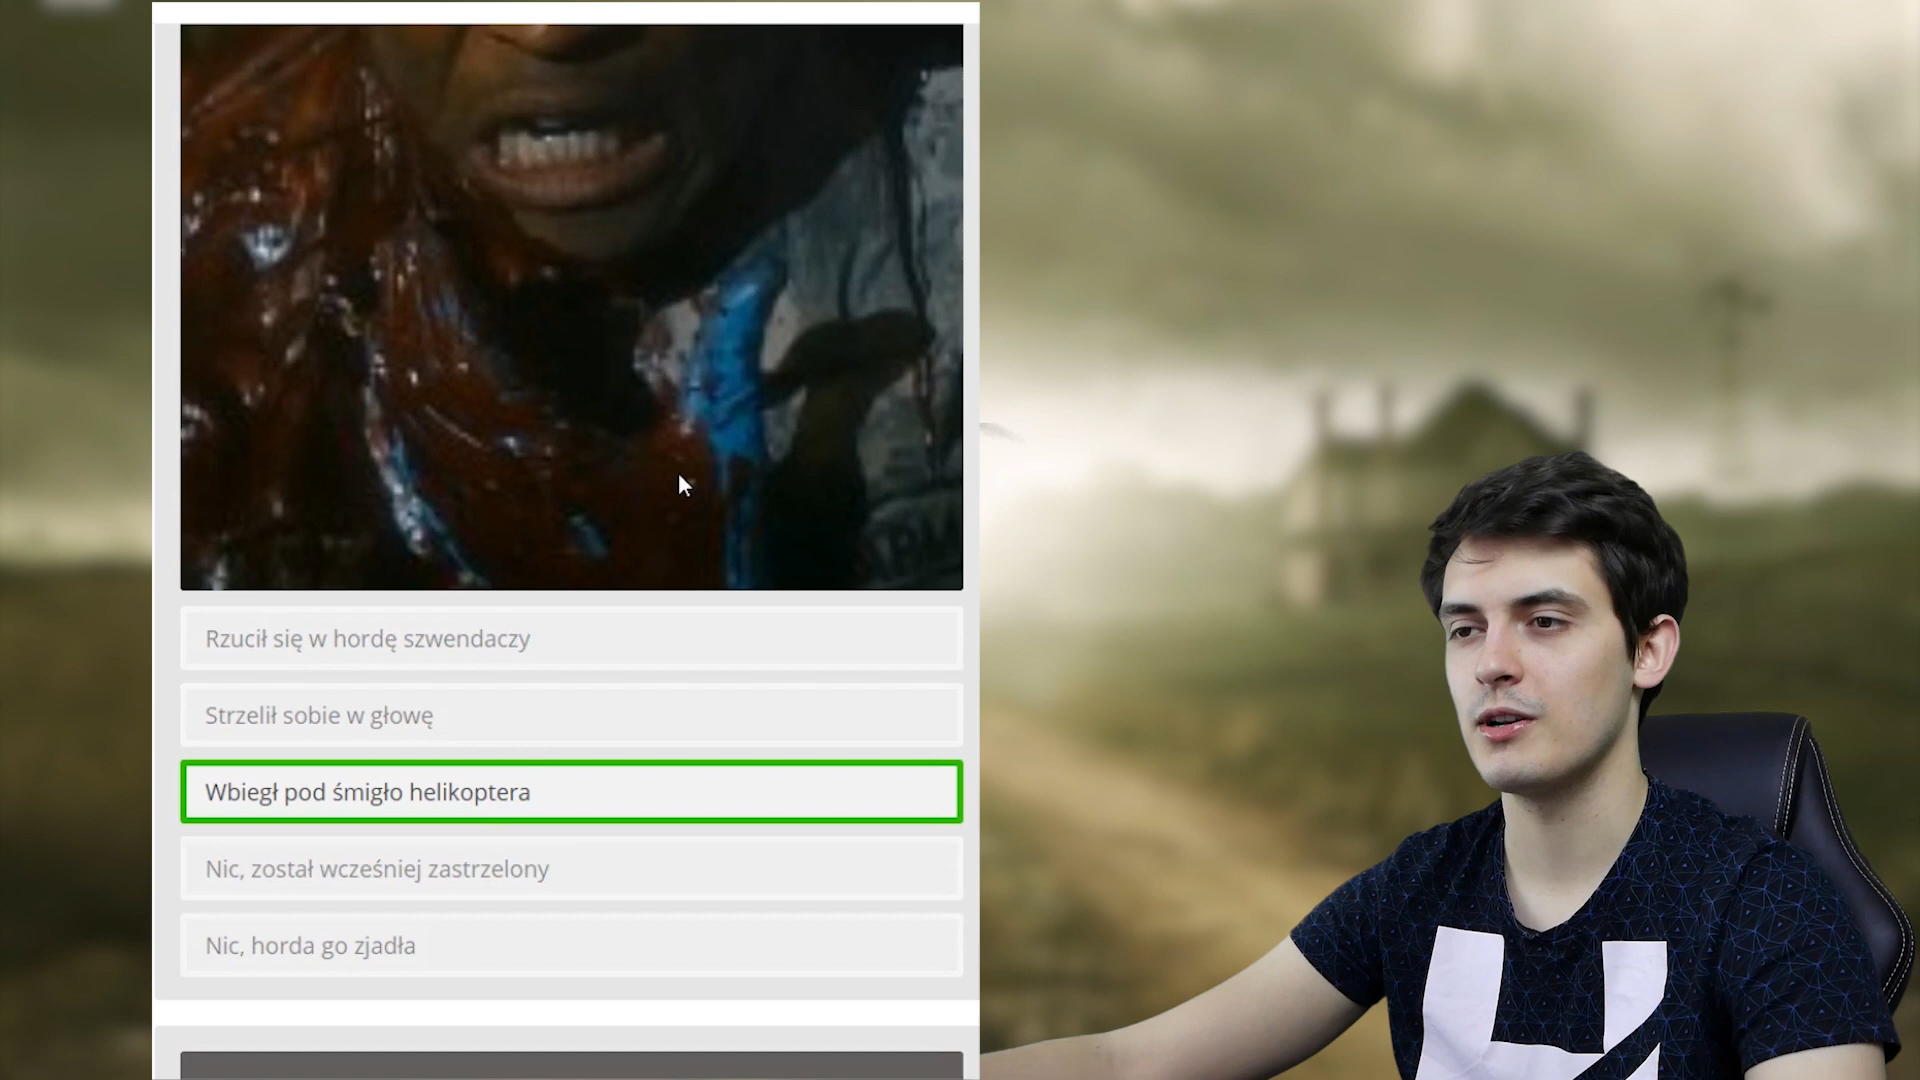 Rzucił się w hordę szwendaczy
Strzelił sobie w głowę
Wbiegł pod śmigło helikoptera
Nic, został wcześniej zastrzelony
Nic, horda go zjadła